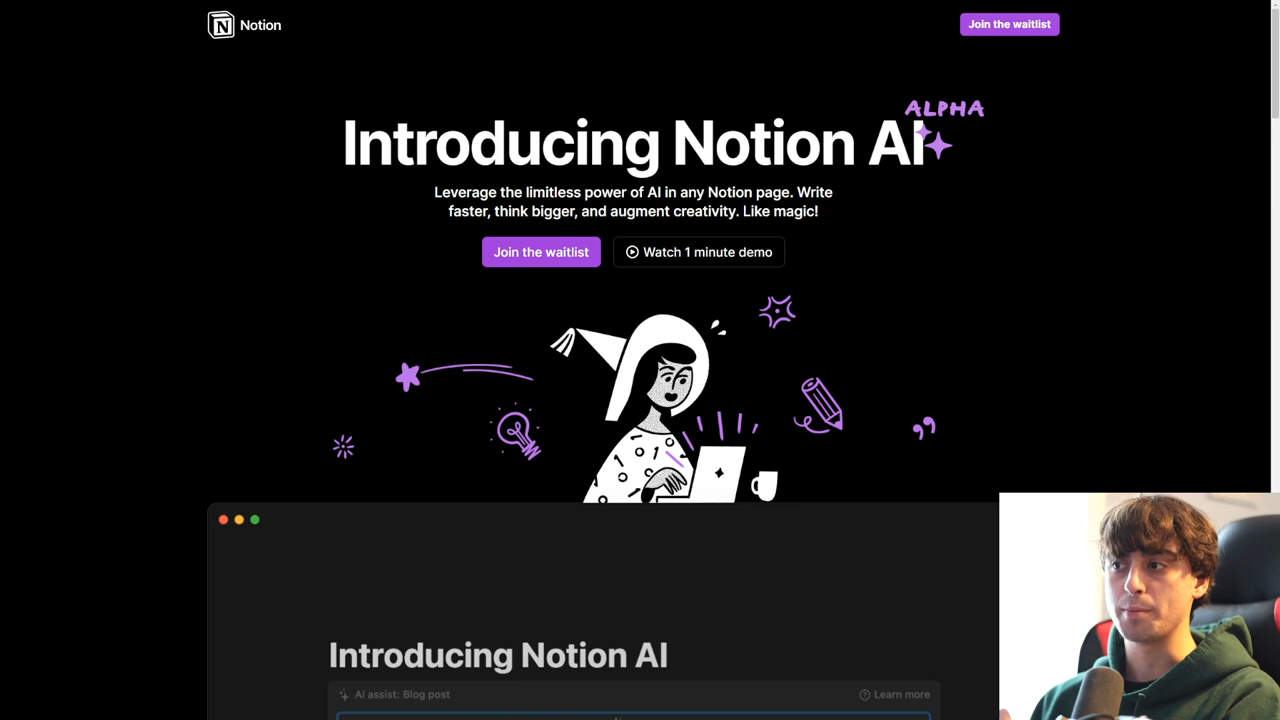 Notion
Join the waitlist
ALPHA
Introducing Notion AI
Leverage the limitless power of AI in any Notion page. Write
faster, think bigger, and augment creativity. Like magic!
Join the waitlist
Watch 1 minute demo
Introducing Notion AI
AI assist: Blog post
Learn more